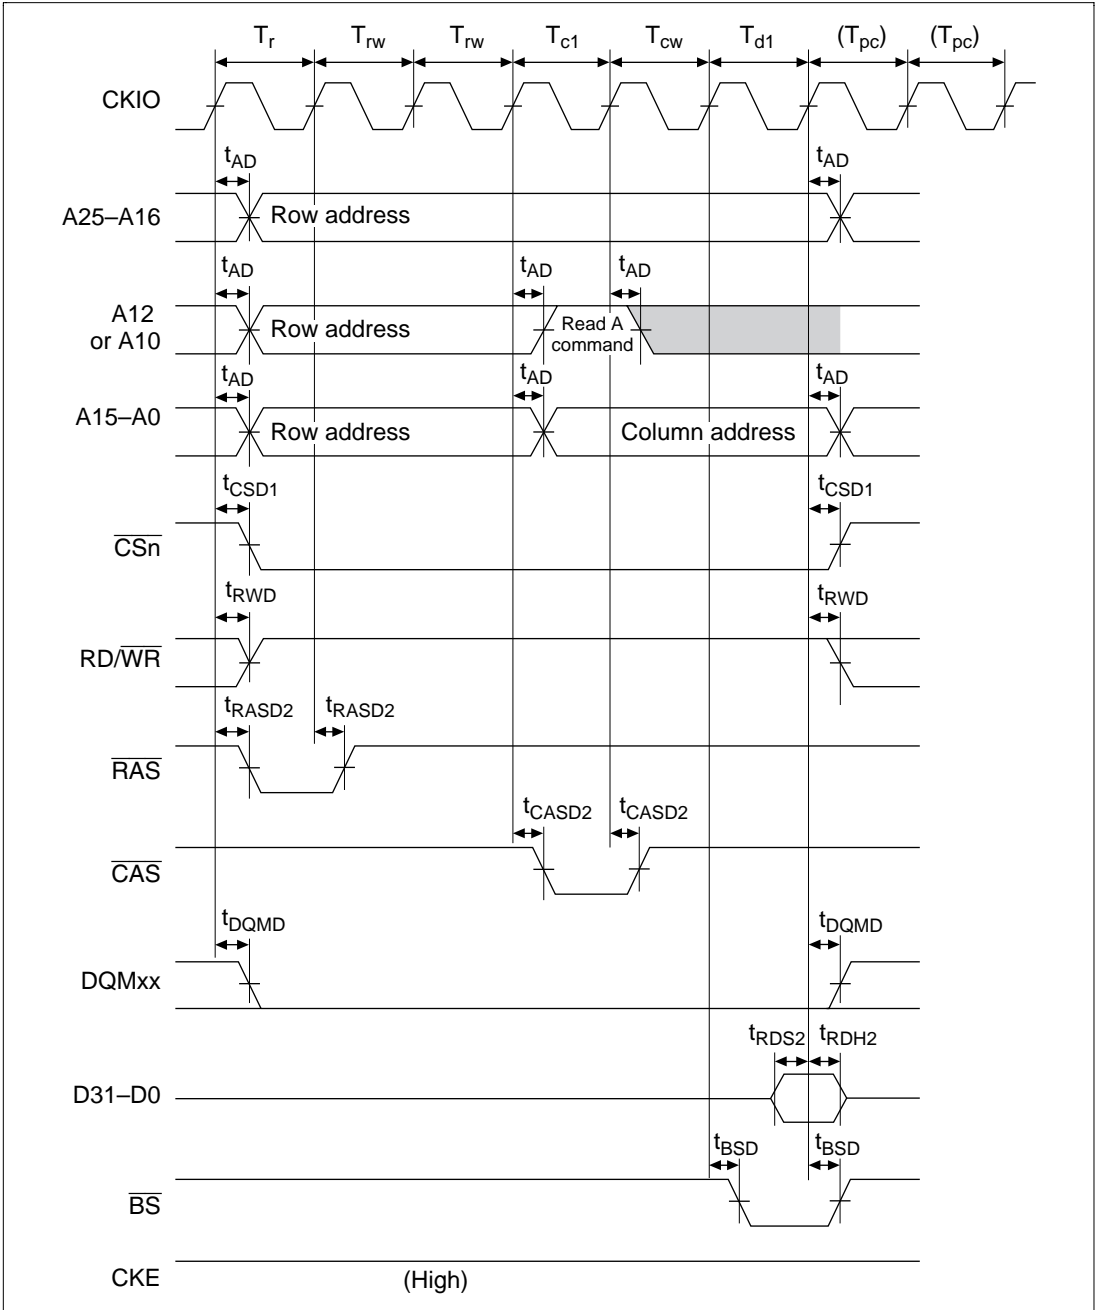 Tr Trw Trw Tc1 Tcw Td1 (Tpc) (Tpc)
CKIO
tAD tAD
A25–A16 Row address
tAD tAD tAD
A12 or A10 Row address Read A command
tAD tAD tAD
A15–A0 Row address Column address
tCSD1 tCSD1
CSn
tRWD tRWD
RD/WR
tRASD2 tRASD2
RAS
tCASD2 tCASD2
CAS
tDQMD tDQMD
DQMxx
tRDS2 tRDH2
D31–D0
tBSD tBSD
BS
CKE (High)